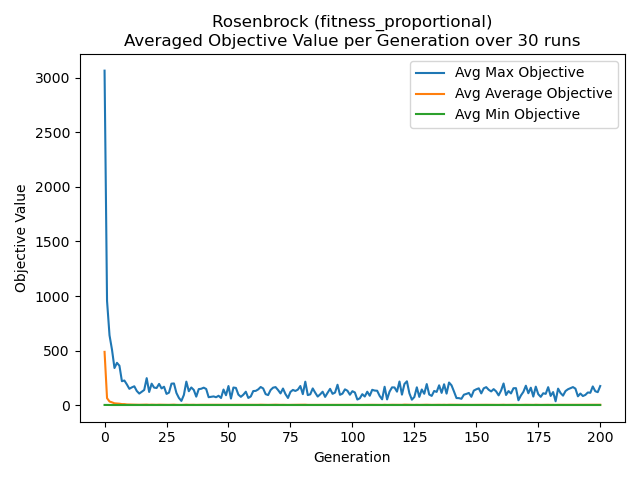 Rosenbrock (fitness_proportional)
Averaged Objective Value per Generation over 30 runs
Avg Max Objective
Avg Average Objective
Avg Min Objective
Objective Value
3000
2500
2000
1500
1000
500
0
0 25 50 75 100 125 150 175 200
Generation